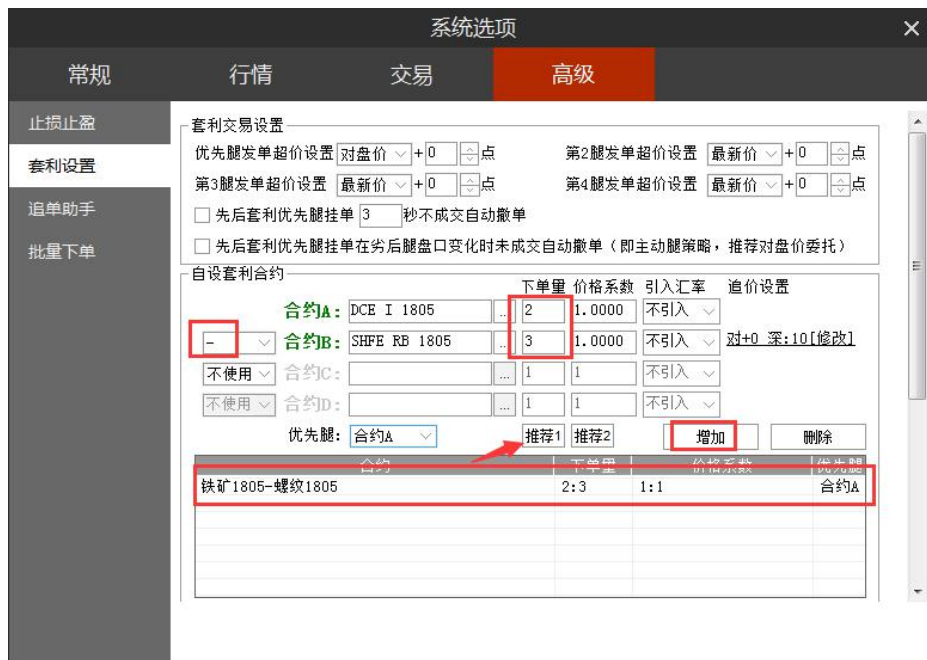 系统选项
常规 行情 交易 高级
止损止盈
套利设置
追单助手
批量下单
套利交易设置
优先腿发单超价设置 对盘价 +0 点 第2腿发单超价设置 最新价 +0 点
第3腿发单超价设置 最新价 +0 点 第4腿发单超价设置 最新价 +0 点
先后套利优先腿挂单 3 秒不成交自动撤单
先后套利优先腿挂单在劣后腿盘口变化时未成交自动撤单(即主动腿策略，推荐对盘价委托)
自设套利合约
下单量 价格系数 引入汇率 追价设置
合约A: DCE I 1805 ... 2 1.0000 不引入
- 合约B: SHFE RB 1805 ... 3 1.0000 不引入 对+0 深:10[修改]
不使用 合约C: ... 1 1 不引入
不使用 合约D: ... 1 1 不引入
优先腿: 合约A 推荐1 推荐2 增加 删除
合约 下单量 价格系数 优先腿
铁矿1805-螺纹1805 2:3 1:1 合约A